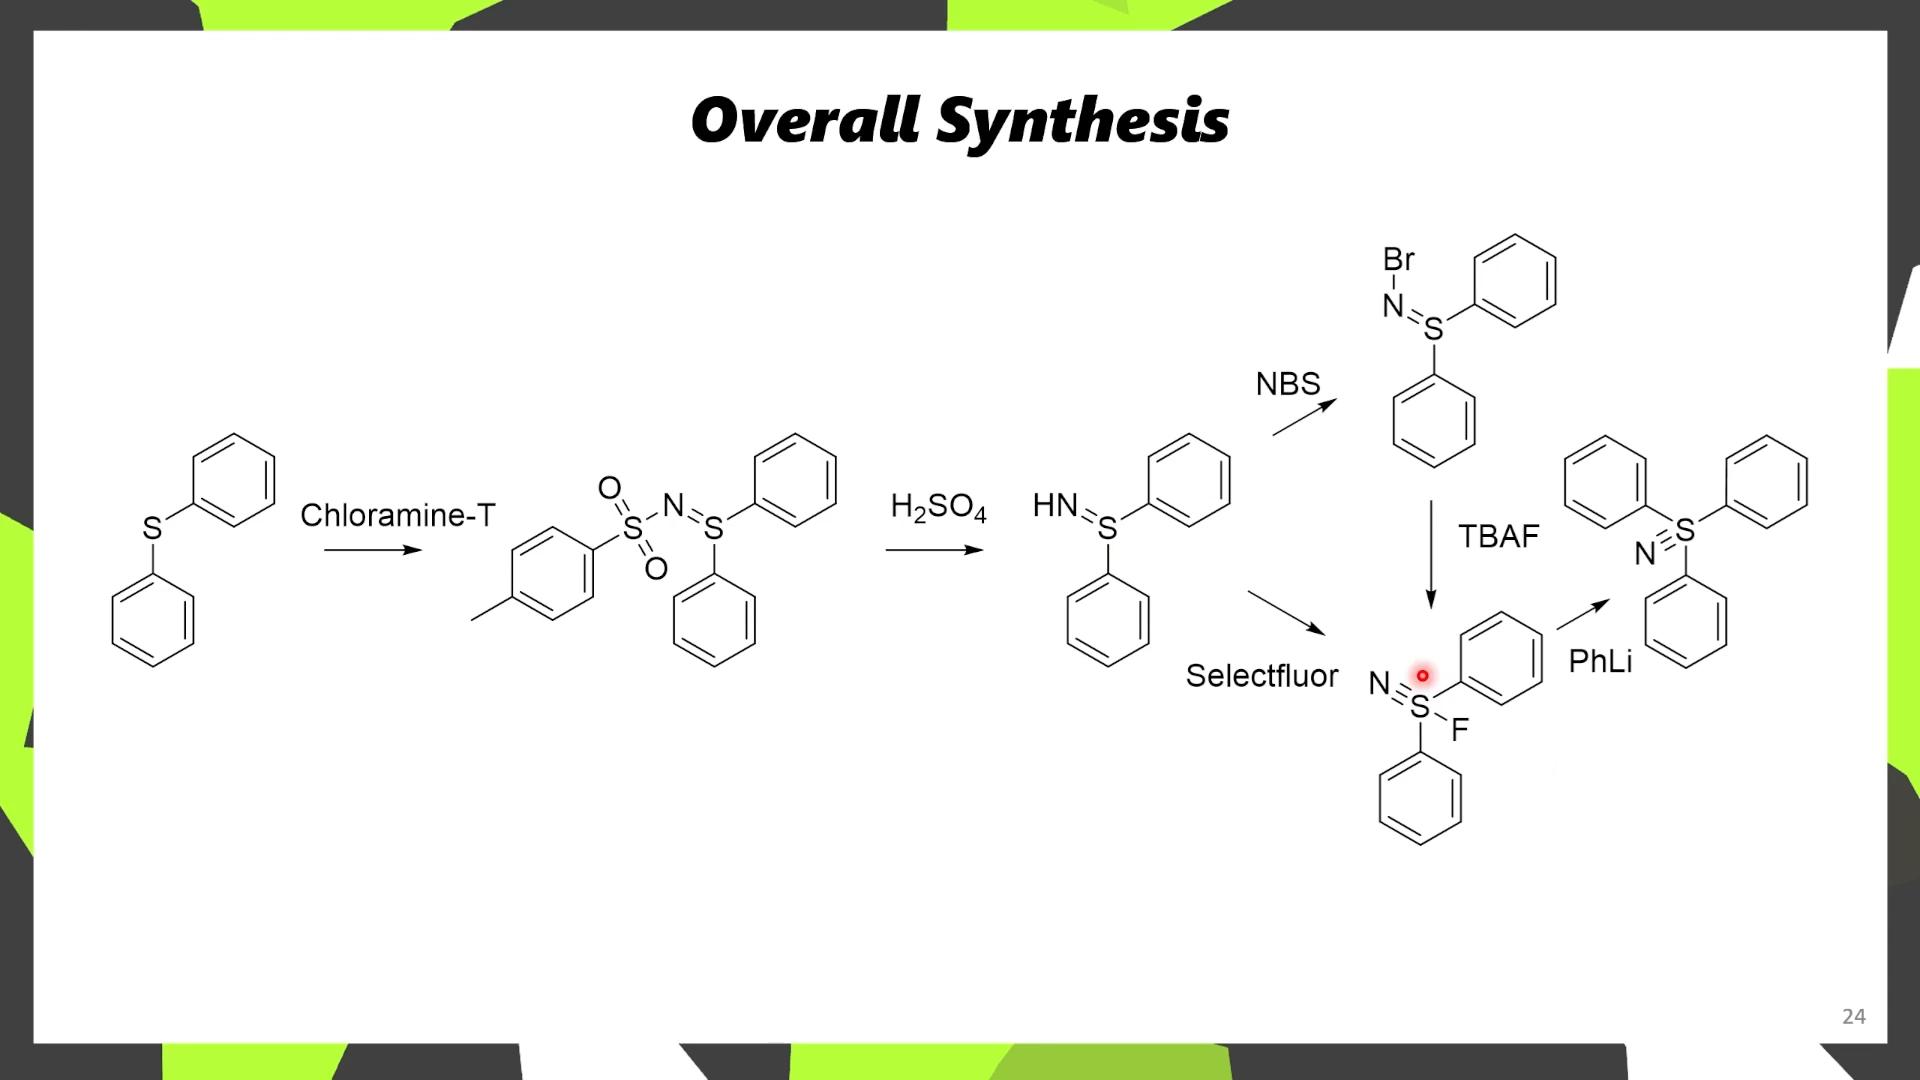 Overall Synthesis
Br
N
S
NBS
S
Chloramine-T
O
S
O
N
S
H2SO4
HN
S
TBAF
Selectfluor
N
S
F
PhLi
N
S
24